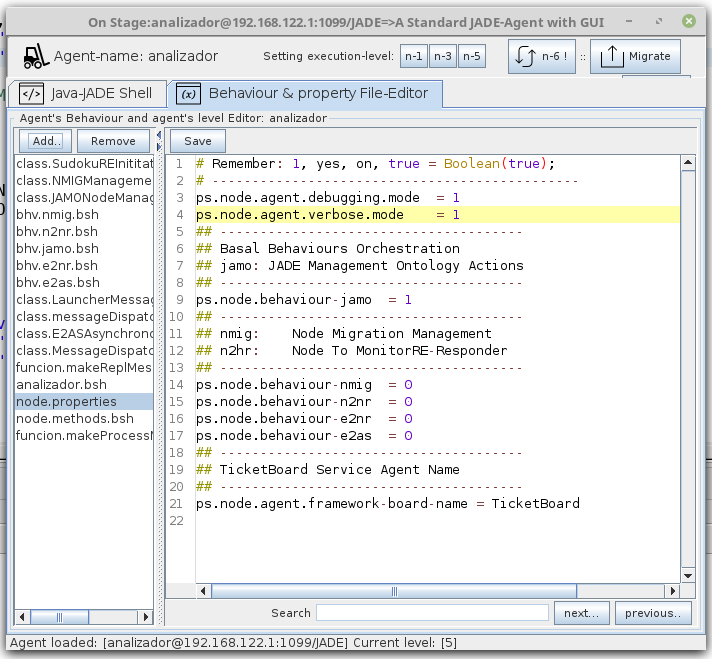 On Stage:analizador@192.168.122.1:1099/JADE=>A Standard JADE-Agent with GUI
Agent-name: analizador
Setting execution-level: n-1 n-3 n-5 n-6 ! :: Migrate
</> Java-JADE Shell
(x) Behaviour & property File-Editor
Agent's Behaviour and agent's level Editor: analizador
Add.. Remove
class.SudokuREInititat
class.NMIGManageme
class.JAMONodeManag
bhv.nmig.bsh
bhv.n2nr.bsh
bhv.jamo.bsh
bhv.e2nr.bsh
bhv.e2as.bsh
class.LauncherMessag
messageDispato
class.E2ASAsynchrono
class.MessageDispato
funcion.makeReplMes
analizador.bsh
node.properties
node.methods.bsh
funcion.makeProcessM
Save
1 # Remember: 1, yes, on, true = Boolean(true);
2 # ----------------------------------------------
3 ps.node.agent.debugging.mode  = 1
4 ps.node.agent.verbose.mode    = 1
5 ## --------------------------------------
6 ## Basal Behaviours Orchestration
7 ## jamo: JADE Management Ontology Actions
8 ## --------------------------------------
9 ps.node.behaviour-jamo  = 1
10 ## --------------------------------------
11 ## nmig:    Node Migration Management
12 ## n2hr:    Node To MonitorRE-Responder
13 ## --------------------------------------
14 ps.node.behaviour-nmig  = 0
15 ps.node.behaviour-n2nr  = 0
16 ps.node.behaviour-e2nr  = 0
17 ps.node.behaviour-e2as  = 0
18 ## --------------------------------------
19 ## TicketBoard Service Agent Name
20 ## --------------------------------------
21 ps.node.agent.framework-board-name = TicketBoard
22
Search next... previous..
Agent loaded: [analizador@192.168.122.1:1099/JADE] Current level: [5]